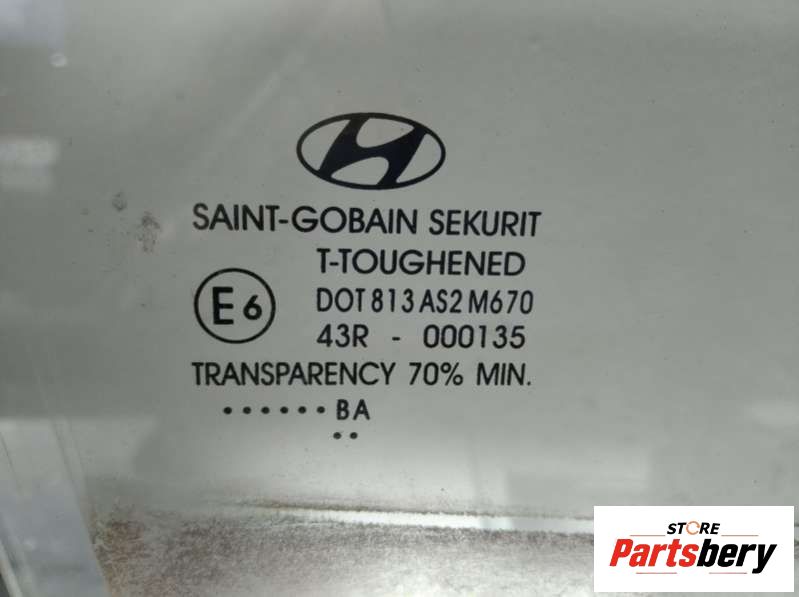 SAINT-GOBAIN SEKURIT
T-TOUGHENED
E6
DOT 813 AS2 M670
43R - 000135
TRANSPARENCY 70% MIN.
......BA
..
STORE
Partsbery